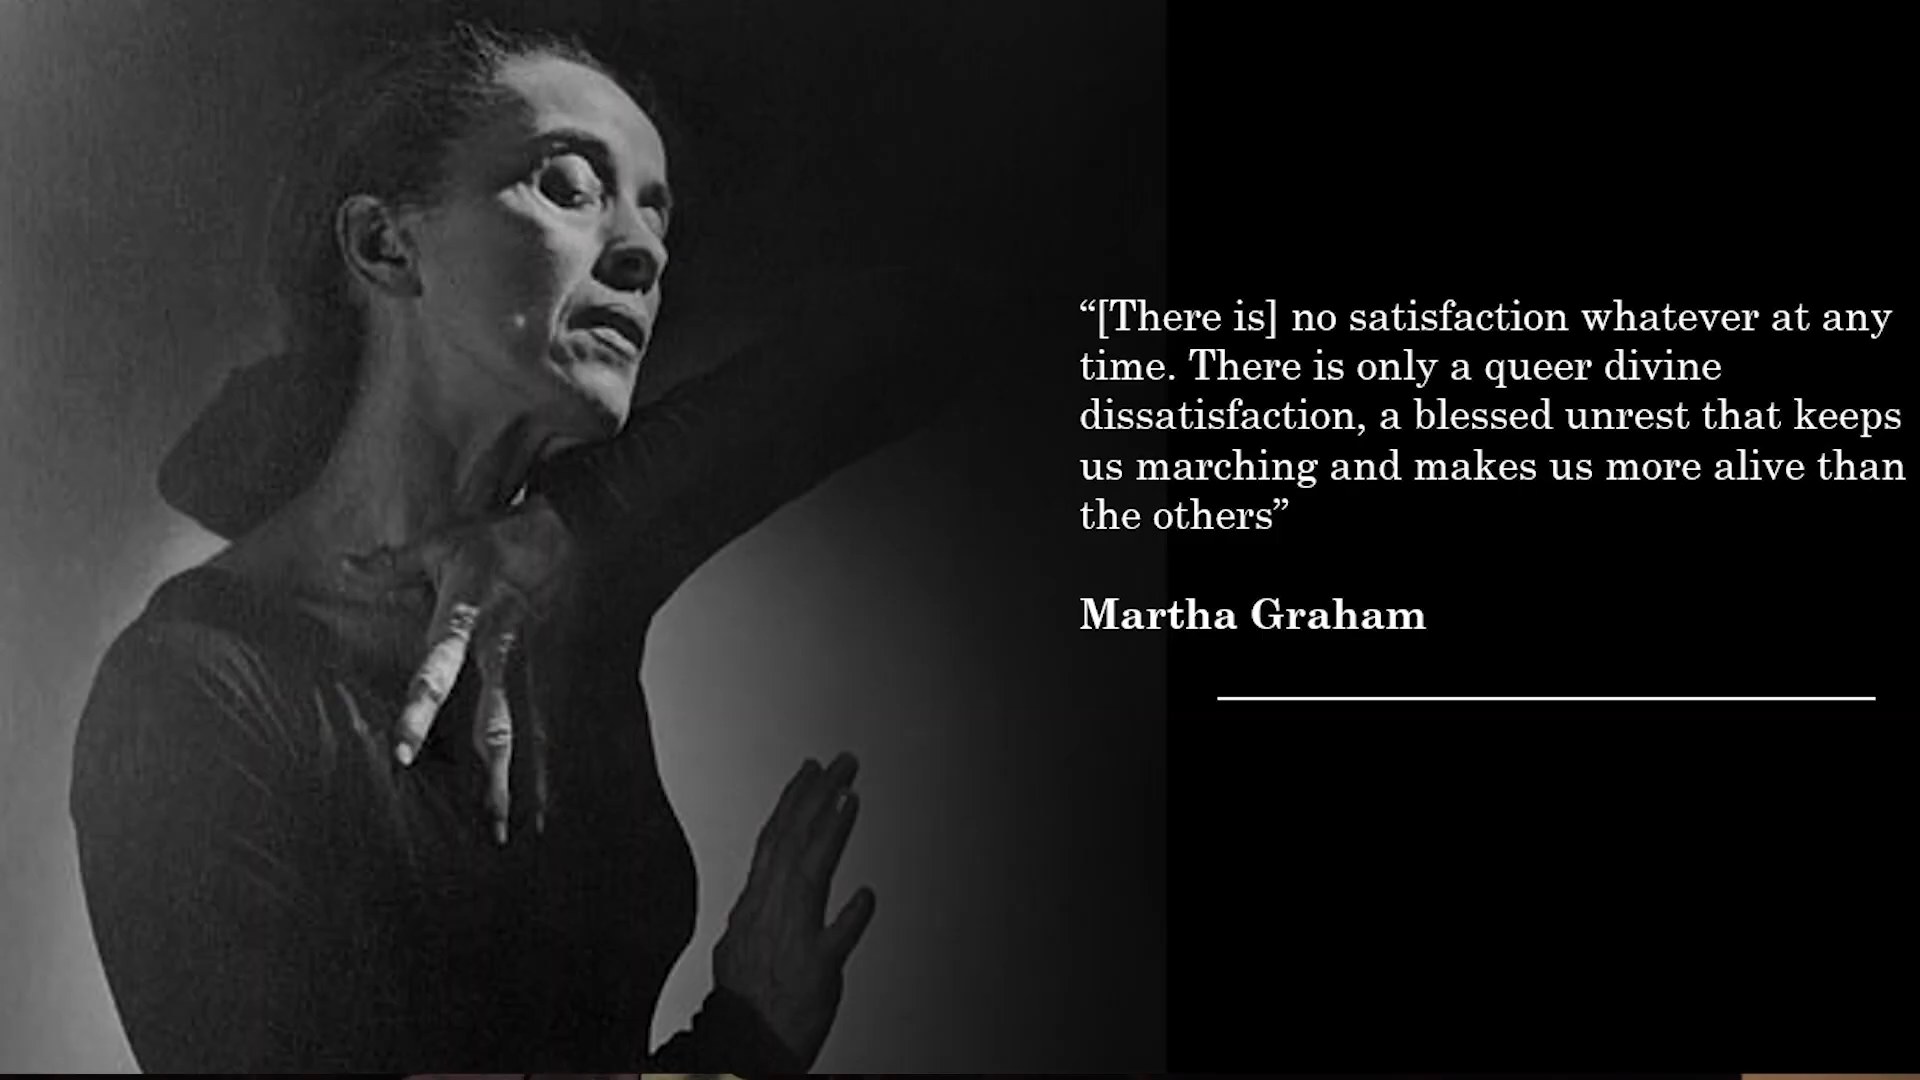 “[There is] no satisfaction whatever at any
time. There is only a queer divine
dissatisfaction, a blessed unrest that keeps
us marching and makes us more alive than
the others”
Martha Graham